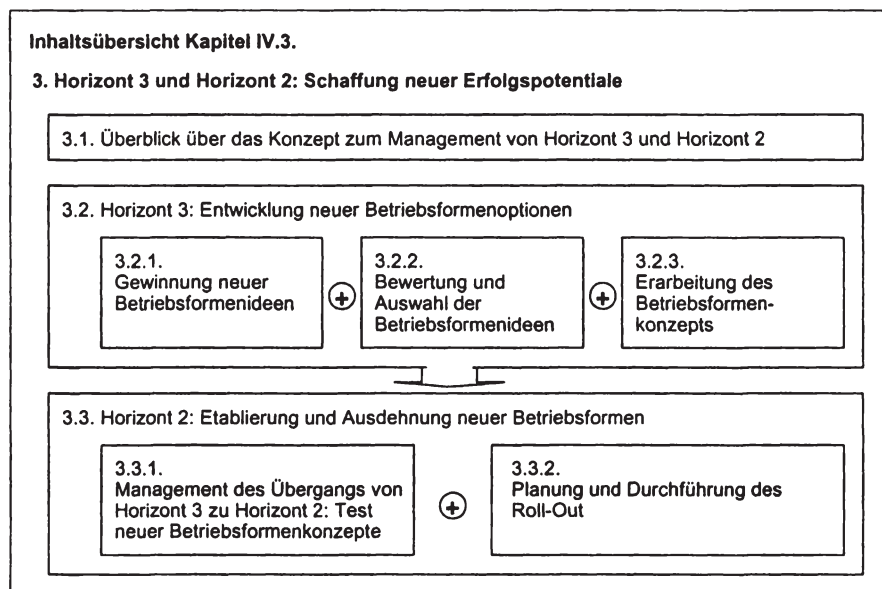 Inhaltsübersicht Kapitel IV.3.
3. Horizont 3 und Horizont 2: Schaffung neuer Erfolgspotentiale
3.1. Überblick über das Konzept zum Management von Horizont 3 und Horizont 2
3.2. Horizont 3: Entwicklung neuer Betriebsformenoptionen
3.2.1.
Gewinnung neuer
Betriebsformenideen
+
3.2.2.
Bewertung und
Auswahl der
Betriebsformenideen
+
3.2.3.
Erarbeitung des
Betriebsformen-
konzepts
3.3. Horizont 2: Etablierung und Ausdehnung neuer Betriebsformen
3.3.1.
Management des Übergangs von
Horizont 3 zu Horizont 2: Test
neuer Betriebsformenkonzepte
+
3.3.2.
Planung und Durchführung des
Roll-Out